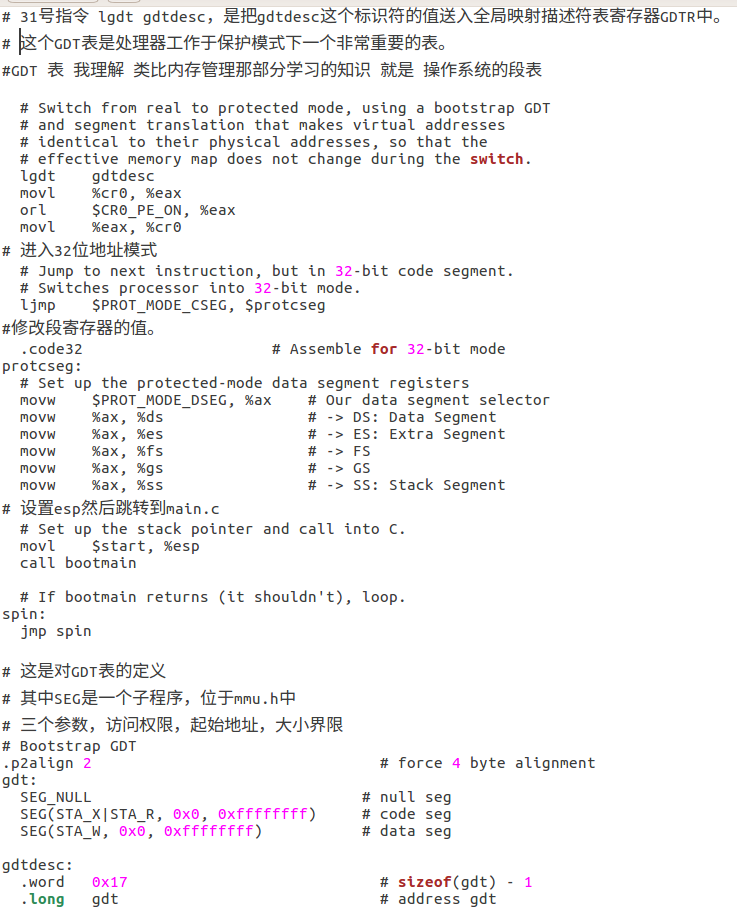 # 31号指令 lgdt gdtdesc，是把gdtdesc这个标识符的值送入全局映射描述符表寄存器GDTR中。
# 这个GDT表是处理器工作于保护模式下一个非常重要的表。
#GDT 表 我理解 类比内存管理那部分学习的知识 就是 操作系统的段表
# Switch from real to protected mode, using a bootstrap GDT
# and segment translation that makes virtual addresses
# identical to their physical addresses, so that the
# effective memory map does not change during the switch.
lgdt    gdtdesc
movl    %cr0, %eax
orl     $CR0_PE_ON, %eax
movl    %eax, %cr0
# 进入32位地址模式
# Jump to next instruction, but in 32-bit code segment.
# Switches processor into 32-bit mode.
ljmp    $PROT_MODE_CSEG, $protcseg
#修改段寄存器的值。
.code32                     # Assemble for 32-bit mode
protcseg:
# Set up the protected-mode data segment registers
movw    $PROT_MODE_DSEG, %ax    # Our data segment selector
movw    %ax, %ds                # -> DS: Data Segment
movw    %ax, %es                # -> ES: Extra Segment
movw    %ax, %fs                # -> FS
movw    %ax, %gs                # -> GS
movw    %ax, %ss                # -> SS: Stack Segment
# 设置esp然后跳转到main.c
# Set up the stack pointer and call into C.
movl    $start, %esp
call bootmain
# If bootmain returns (it shouldn't), loop.
spin:
jmp spin
# 这是对GDT表的定义
# 其中SEG是一个子程序，位于mmu.h中
# 三个参数，访问权限，起始地址，大小界限
# Bootstrap GDT
.p2align 2                                # force 4 byte alignment
gdt:
SEG_NULL                              # null seg
SEG(STA_X|STA_R, 0x0, 0xffffffff)     # code seg
SEG(STA_W, 0x0, 0xffffffff)           # data seg
gdtdesc:
.word   0x17                            # sizeof(gdt) - 1
.long   gdt                             # address gdt